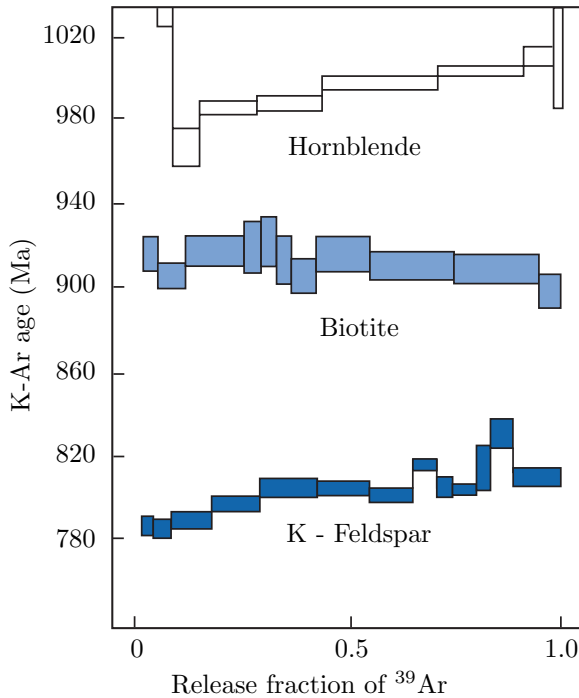 1020
980
940
900
860
820
780
K-Ar age (Ma)
Hornblende
Biotite
K - Feldspar
0
0.5
1.0
Release fraction of ³⁹Ar